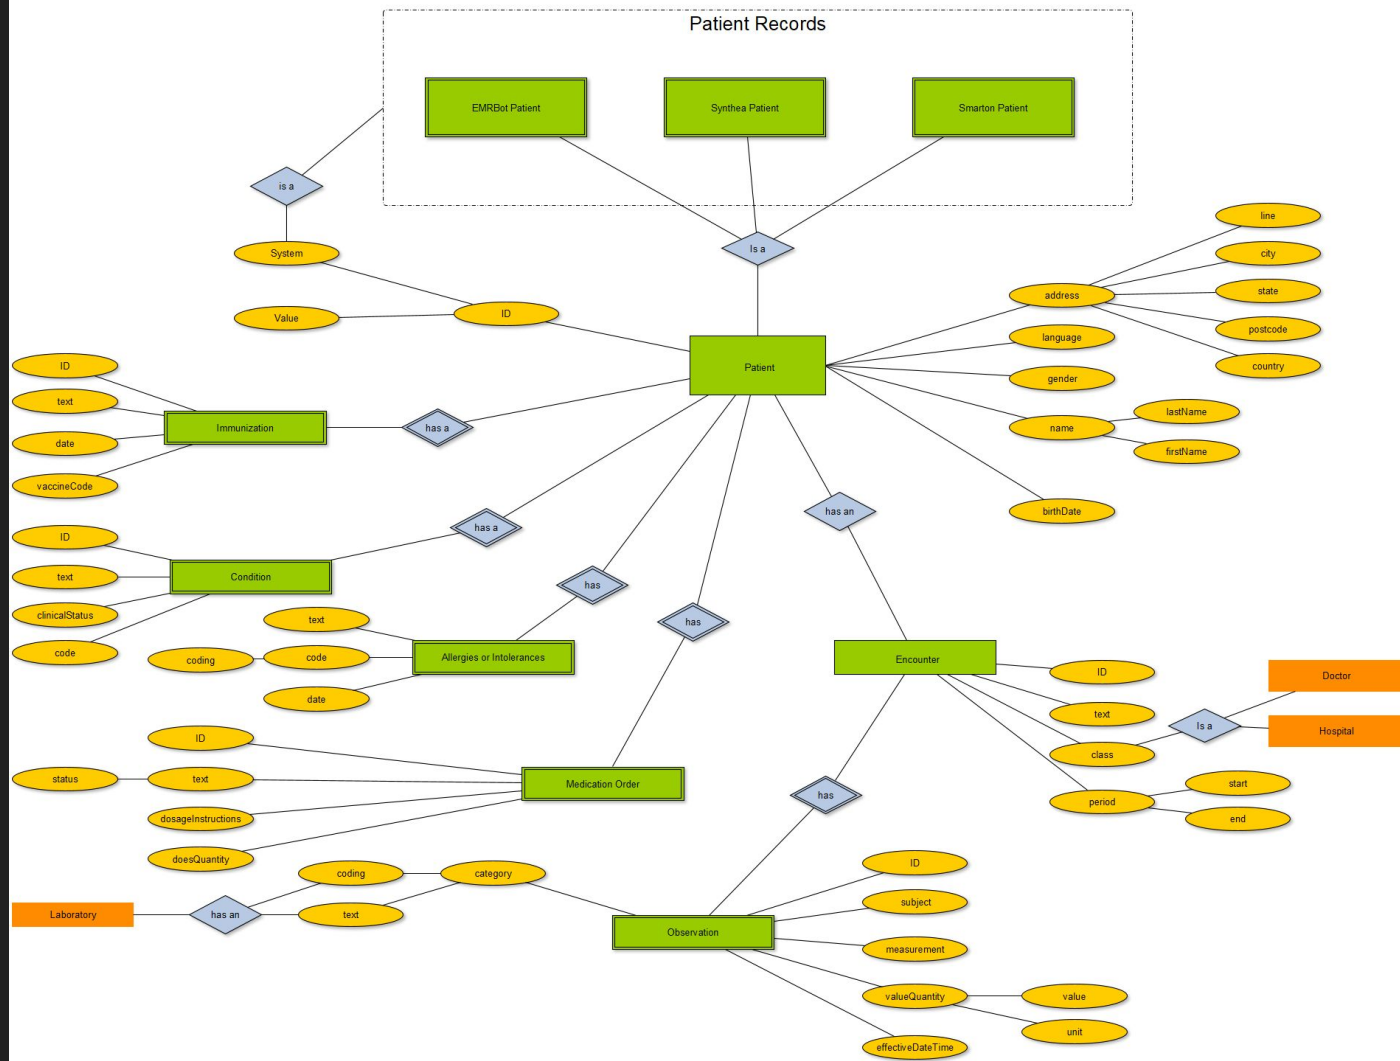 Patient Records
EMRBot Patient
Synthea Patient
Smarton Patient
is a
System
Is a
Value
ID
Patient
address
line
city
state
postcode
country
language
gender
name
lastName
firstName
birthDate
ID
text
date
vaccineCode
Immunization
has a
ID
text
clinicalStatus
code
Condition
has a
has an
has
has
text
coding
code
date
Allergies or Intolerances
Encounter
ID
text
class
Is a
Doctor
Hospital
period
start
end
ID
status
text
dosageInstructions
doesQuantity
Medication Order
has
coding
category
Laboratory
has an
text
Observation
ID
subject
measurement
valueQuantity
value
unit
effectiveDateTime